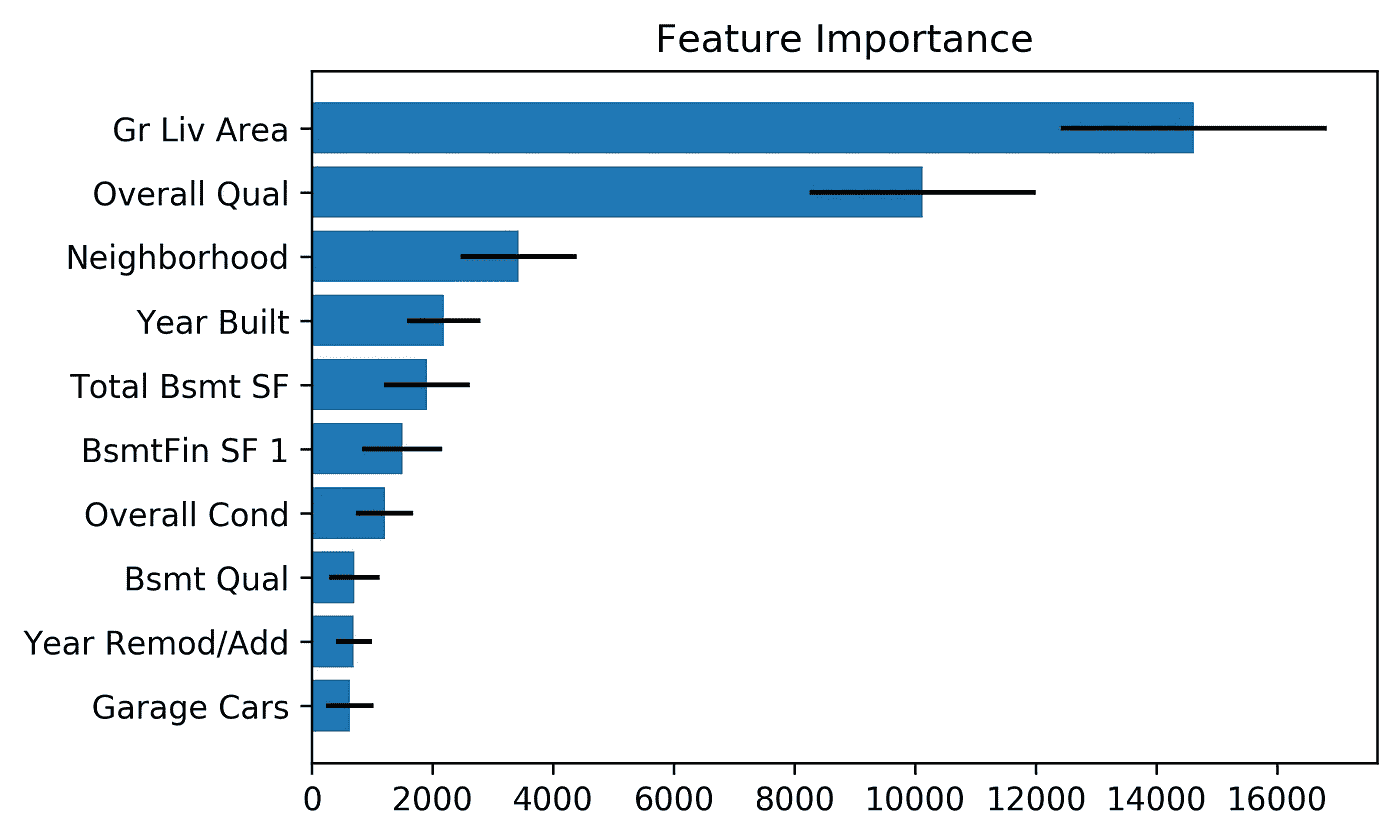 Feature Importance
Gr Liv Area
Overall Qual
Neighborhood
Year Built
Total Bsmt SF
BsmtFin SF 1
Overall Cond
Bsmt Qual
Year Remod/Add
Garage Cars
0 2000 4000 6000 8000 10000 12000 14000 16000